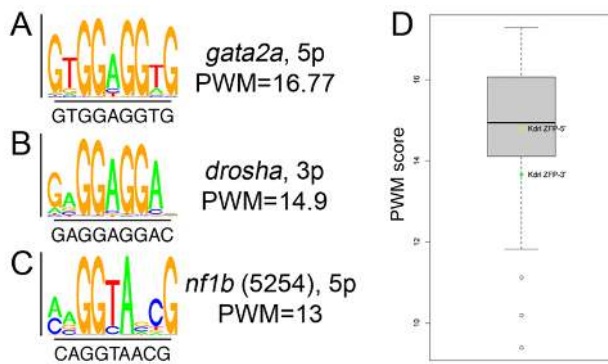 A
gata2a, 5p
PWM=16.77
GTGGAGGTG
B
drosha, 3p
PWM=14.9
GAGGAGGAC
C
nf1b (5254), 5p
PWM=13
CAGGTAACG
D
PWM score
16
14
12
10
Kdrl ZFP-5'
Kdrl ZFP-3'